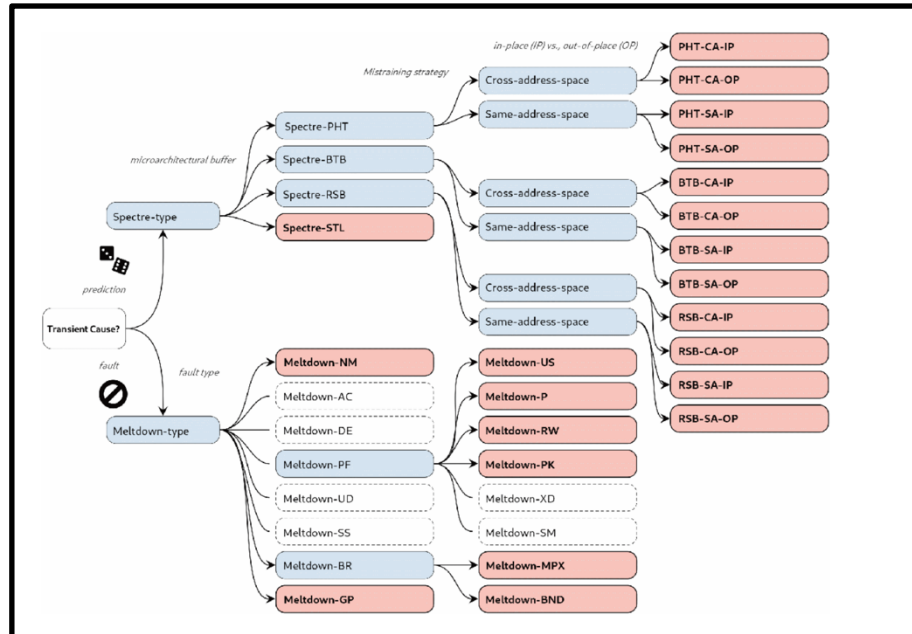 in-place (IP) vs., out-of-place (OP)
Mistraining strategy
microarchitectural buffer
prediction
Transient Cause?
fault
fault type
Spectre-type
Meltdown-type
Spectre-PHT
Spectre-BTB
Spectre-RSB
Spectre-STL
Cross-address-space
Same-address-space
Cross-address-space
Same-address-space
Cross-address-space
Same-address-space
PHT-CA-IP
PHT-CA-OP
PHT-SA-IP
PHT-SA-OP
BTB-CA-IP
BTB-CA-OP
BTB-SA-IP
BTB-SA-OP
RSB-CA-IP
RSB-CA-OP
RSB-SA-IP
RSB-SA-OP
Meltdown-NM
Meltdown-AC
Meltdown-DE
Meltdown-PF
Meltdown-UD
Meltdown-SS
Meltdown-BR
Meltdown-GP
Meltdown-US
Meltdown-P
Meltdown-RW
Meltdown-PK
Meltdown-XD
Meltdown-SM
Meltdown-MPX
Meltdown-BND